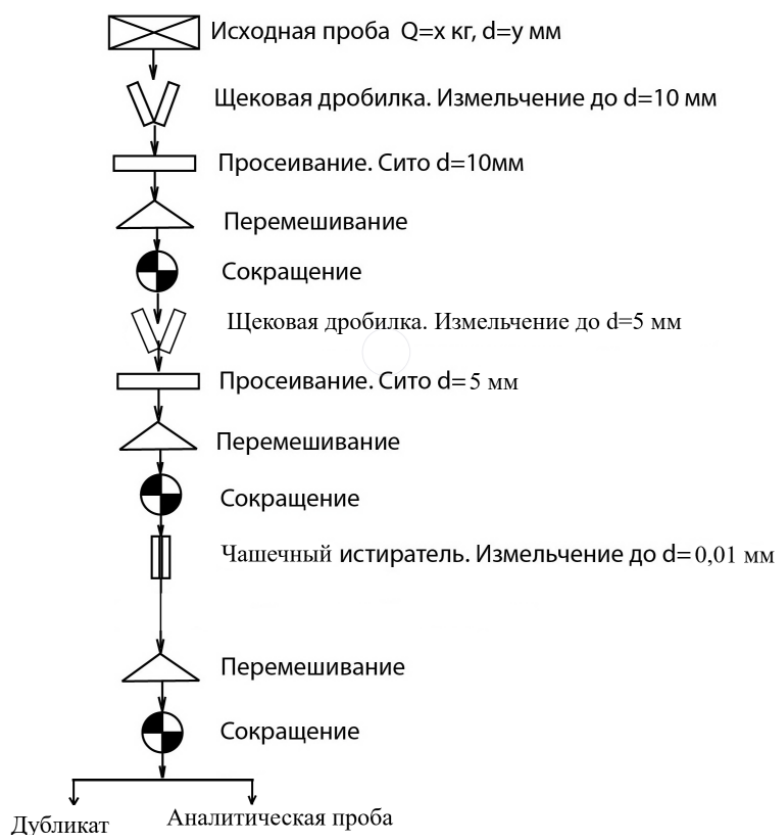 Исходная проба Q=x кг, d=y мм
Щековая дробилка. Измельчение до d=10 мм
Просеивание. Сито d=10мм
Перемешивание
Сокращение
Щековая дробилка. Измельчение до d=5 мм
Просеивание. Сито d=5 мм
Перемешивание
Сокращение
Чашечный истиратель. Измельчение до d=0,01 мм
Перемешивание
Сокращение
Дубликат
Аналитическая проба